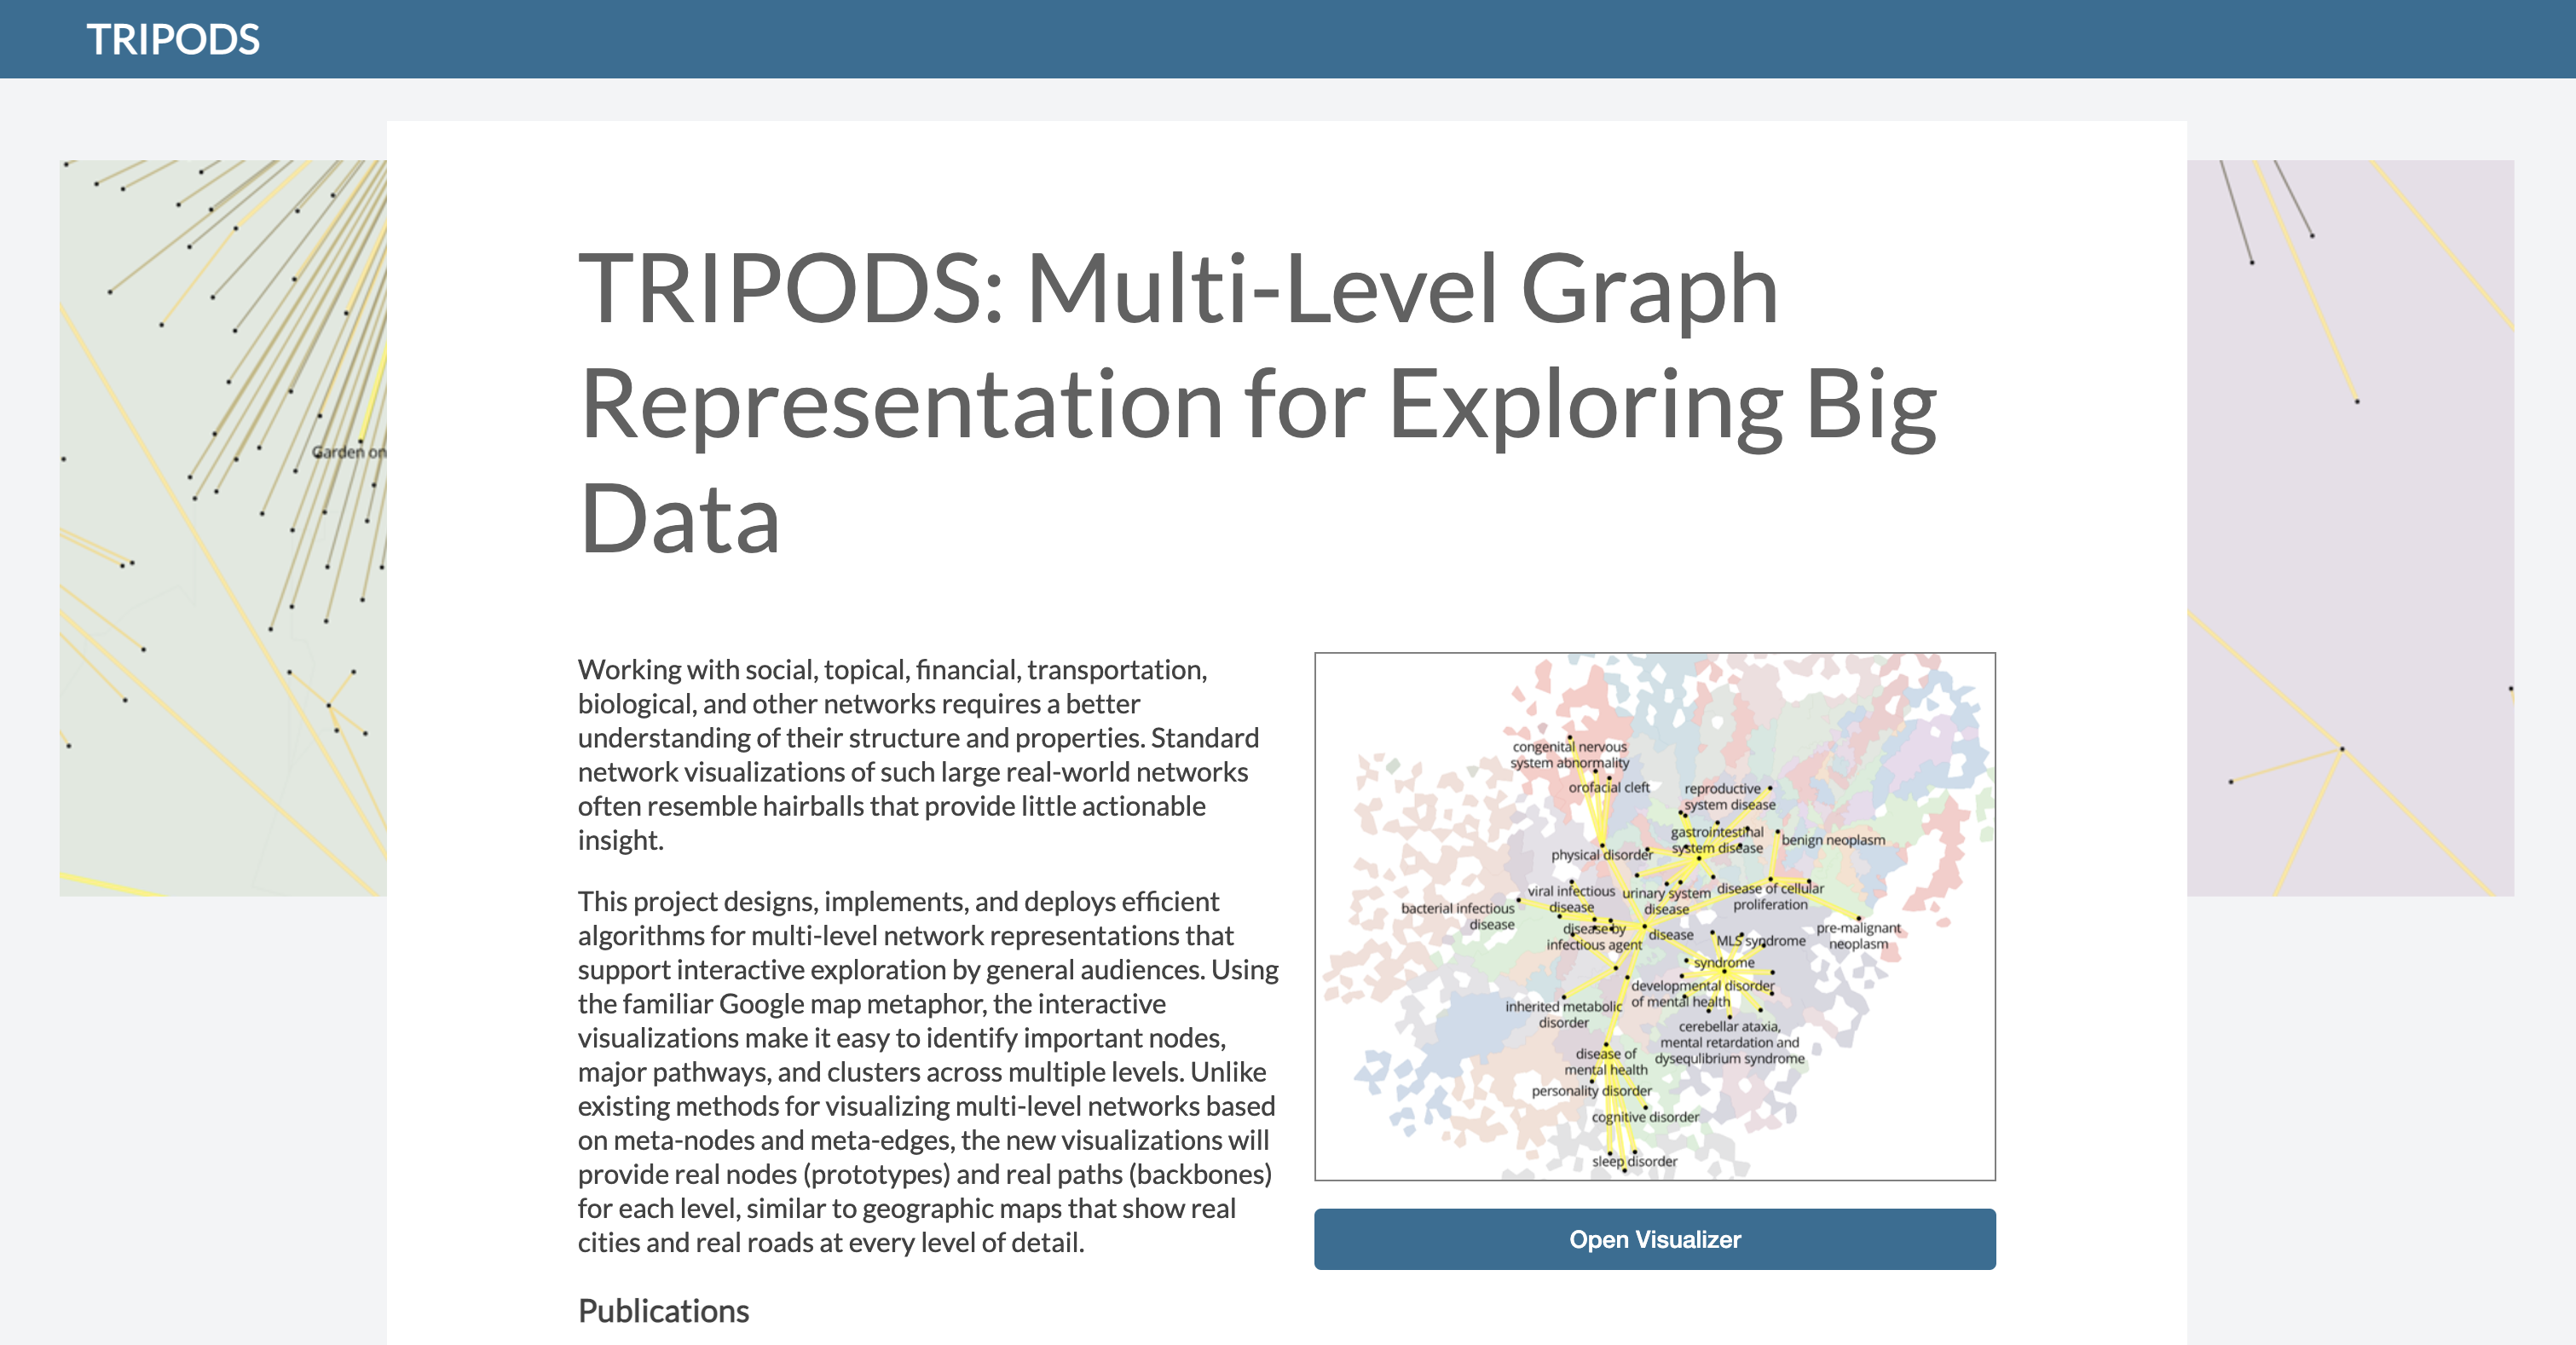 TRIPODS
TRIPODS: Multi-Level Graph
Representation for Exploring Big
Data
Garden on
Working with social, topical, financial, transportation,
biological, and other networks requires a better
understanding of their structure and properties. Standard
network visualizations of such large real-world networks
often resemble hairballs that provide little actionable
insight.
This project designs, implements, and deploys efficient
algorithms for multi-level network representations that
support interactive exploration by general audiences. Using
the familiar Google map metaphor, the interactive
visualizations make it easy to identify important nodes,
major pathways, and clusters across multiple levels. Unlike
existing methods for visualizing multi-level networks based
on meta-nodes and meta-edges, the new visualizations will
provide real nodes (prototypes) and real paths (backbones)
for each level, similar to geographic maps that show real
cities and real roads at every level of detail.
Publications
congenital nervous
system abnormality
orofacial cleft
reproductive
system disease
gastrointestinal
system disease
benign neoplasm
physical disorder
viral infectious
disease
urinary system
disease
disease of cellular
proliferation
bacterial infectious
disease
disease by
infectious agent
disease
MLS syndrome
pre-malignant
neoplasm
syndrome
developmental disorder
of mental health
inherited metabolic
disorder
cerebellar ataxia,
mental retardation and
dysequlibrium syndrome
disease of
mental health
personality disorder
cognitive disorder
sleep disorder
Open Visualizer